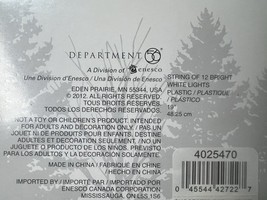 DEPARTMENT 56
A Division of enesco
Une Division d'Enesco / Una División de Enesco
EDEN PRAIRIE, MN 55344, USA
© 2012. ALL RIGHTS RESERVED
TOUS DROITS RÉSERVÉS
TODOS LOS DERECHOS RESERVADOS
NOT A TOY OR CHILDREN'S PRODUCT. INTENDED
FOR ADULTS AND DECORATION ONLY / PAS UN
JOUET NI DE PRODUITS POUR ENFANTS. DESTINÉ
ADULTES ET DÉCORATION SEULEMENT / NO UN
JUGUETE O PRODUCTO DE LOS NIÑOS. PREVISTO
PARA LOS ADULTOS Y LA DECORACIÓN SOLAMENTE.
MADE IN CHINA / FABRIQUÉ EN CHINE
/ HECHO EN CHINA
IMPORTED BY / IMPORTÉ PAR / IMPORTADO POR
ENESCO CANADA CORPORATION
MISSISSAUGA, ON L5S 1S6
STRING OF 12 BRIGHT
WHITE LIGHTS
PLASTIC / PLASTIQUE
/ PLÁSTICO
19"
48.25 cm
4025470
0 45544 42722 7